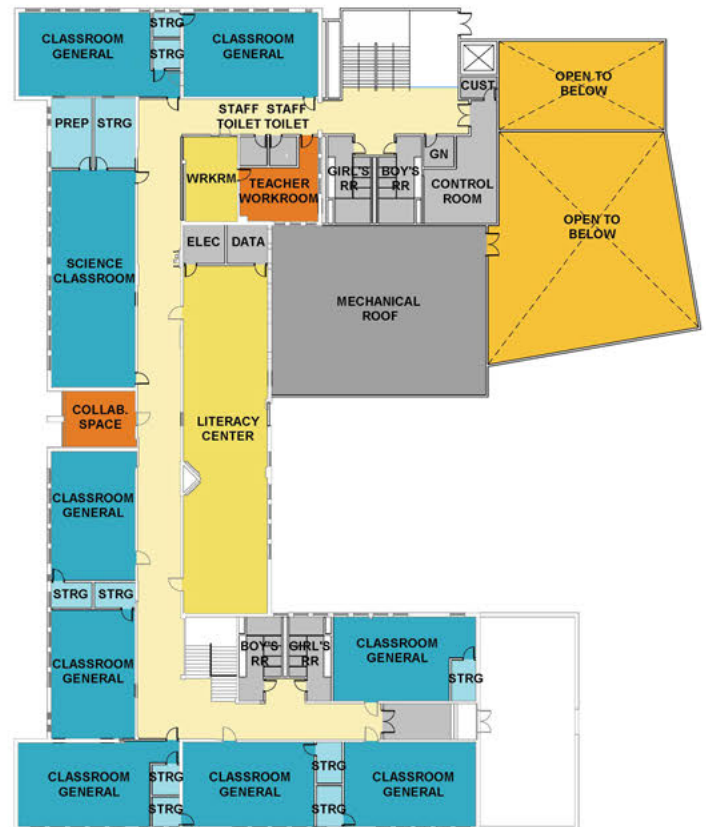 STRG
CLASSROOM
GENERAL
CLASSROOM
GENERAL
STRG
OPEN TO
BELOW
CUST.
STAFF
TOILET
STAFF
TOILET
PREP
STRG
GN
WRKRM
TEACHER
WORKROOM
GIRL'S
RR
BOY'S
RR
CONTROL
ROOM
OPEN TO
BELOW
ELEC
DATA
SCIENCE
CLASSROOM
MECHANICAL
ROOF
COLLAB.
SPACE
LITERACY
CENTER
CLASSROOM
GENERAL
STRG
STRG
CLASSROOM
GENERAL
BOY'S
RR
GIRL'S
RR
CLASSROOM
GENERAL
STRG
CLASSROOM
GENERAL
STRG
STRG
CLASSROOM
GENERAL
STRG
STRG
CLASSROOM
GENERAL